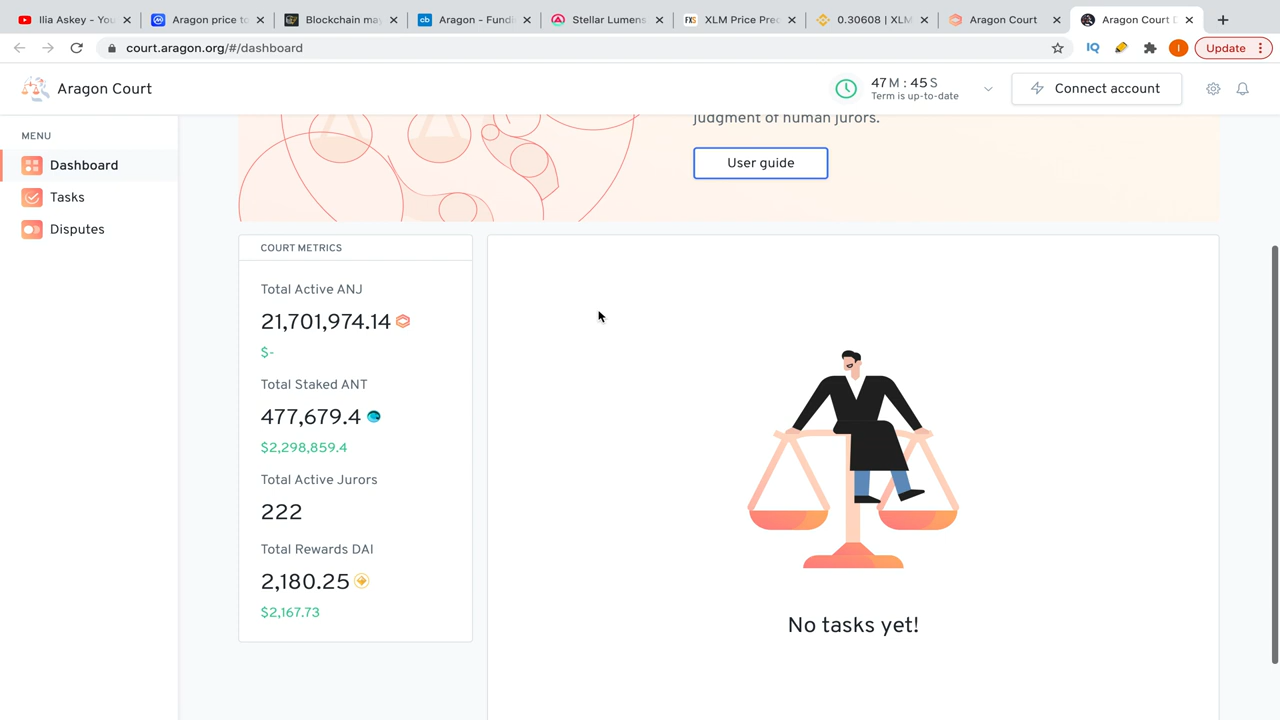 Ilia Askey - You
Aragon price to
Blockchain ma
Aragon - Fundi
Stellar Lumens
XLM Price Pre
0.30608 | XLM
Aragon Court
Aragon Court D
court.aragon.org/#/dashboard
IQ
I
Update
Aragon Court
47 M : 45 S
Term is up-to-date
Connect account
MENU
Dashboard
Tasks
Disputes
judgment of human jurors.
User guide
COURT METRICS
Total Active ANJ
21,701,974.14
$-
Total Staked ANT
477,679.4
$2,298,859.4
Total Active Jurors
222
Total Rewards DAI
2,180.25
$2,167.73
No tasks yet!